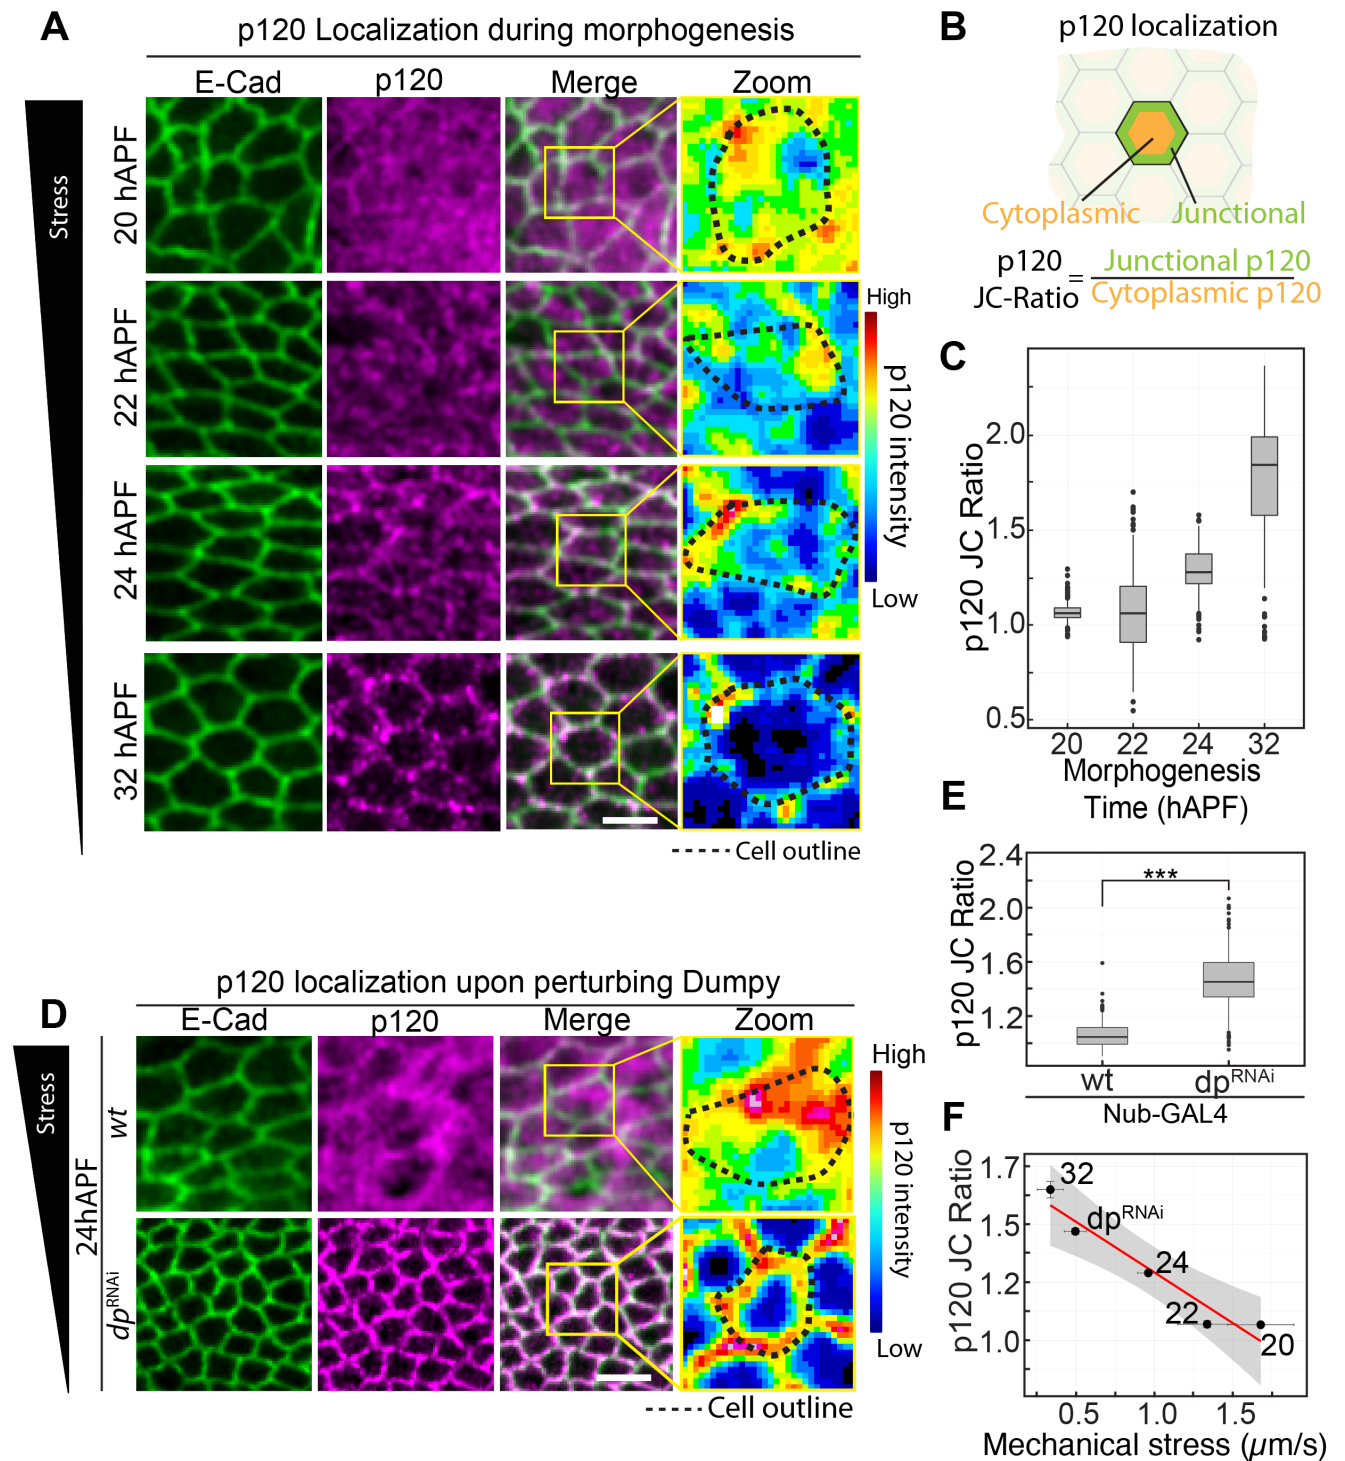 A
p120 Localization during morphogenesis
E-Cad
p120
Merge
Zoom
Stress
20 hAPF
22 hAPF
24 hAPF
32 hAPF
High
p120 intensity
Low
Cell outline
B
p120 localization
Cytoplasmic
Junctional
p120
JC-Ratio
=
Junctional p120
Cytoplasmic p120
C
p120 JC Ratio
2.0
1.5
1.0
0.5
20 22 24 32
Morphogenesis
Time (hAPF)
D
p120 localization upon perturbing Dumpy
E-Cad
p120
Merge
Zoom
Stress
24hAPF
wt
dpRNAi
High
p120 intensity
Low
Cell outline
E
p120 JC Ratio
2.4
2.0
1.6
1.2
***
wt
dpRNAi
Nub-GAL4
F
p120 JC Ratio
1.7
1.5
1.2
1.0
32
dpRNAi
24
22
20
0.5 1.0 1.5
Mechanical stress (µm/s)